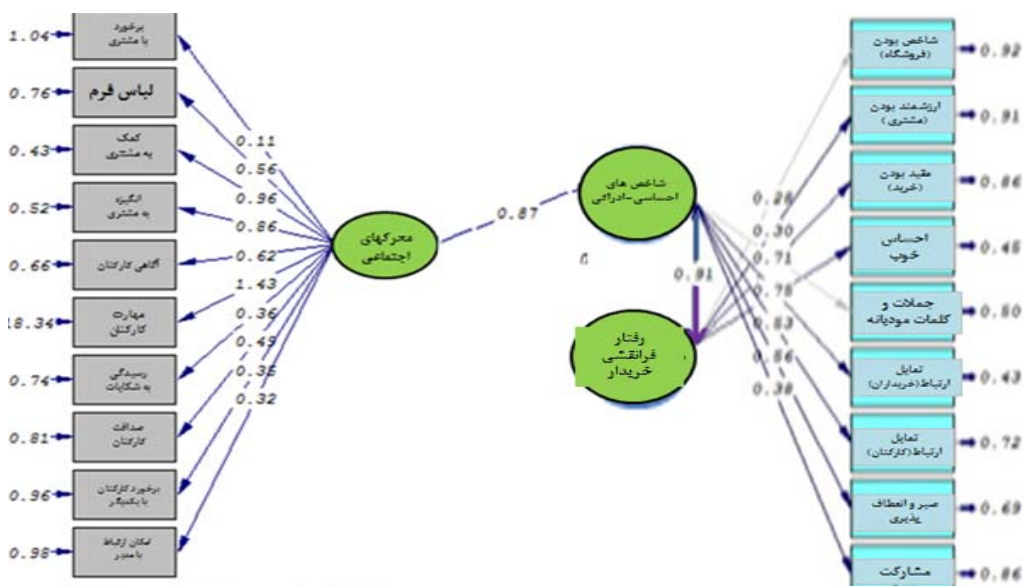 1.04
برخورد
با مشتری
0.76
لباس فرم
0.43
کمک
به مشتری
0.52
انگیزه
به مشتری
0.66
آگاهی کارکنان
18.34
مهارت
کارکنان
0.74
رسیدگی
به شکایات
0.81
صداقت
کارکنان
0.96
برخورد کارکنان
با یکدیگر
0.98
امکان ارتباط
با مدیر
0.11
0.56
0.96
0.86
0.62
1.43
0.36
0.49
0.35
0.32
محرکهای
اجتماعی
0.87
شاخص های
احساسی-ادراکی
0.91
رفتار
فرانقشی
خریدار
0.28
0.30
0.71
0.75
0.53
0.56
0.38
شاخص بودن
(فروشگاه)
0.92
ارزشمند بودن
(مشتری)
0.91
مفید بودن
(خرید)
0.86
احساس
خوب
0.45
جملات و
کلمات مودبانه
0.50
تمایل
ارتباط(خریداران)
0.43
تمایل
ارتباط(کارکنان)
0.72
صبر و انعطاف
پذیری
0.69
مشارکت
0.86